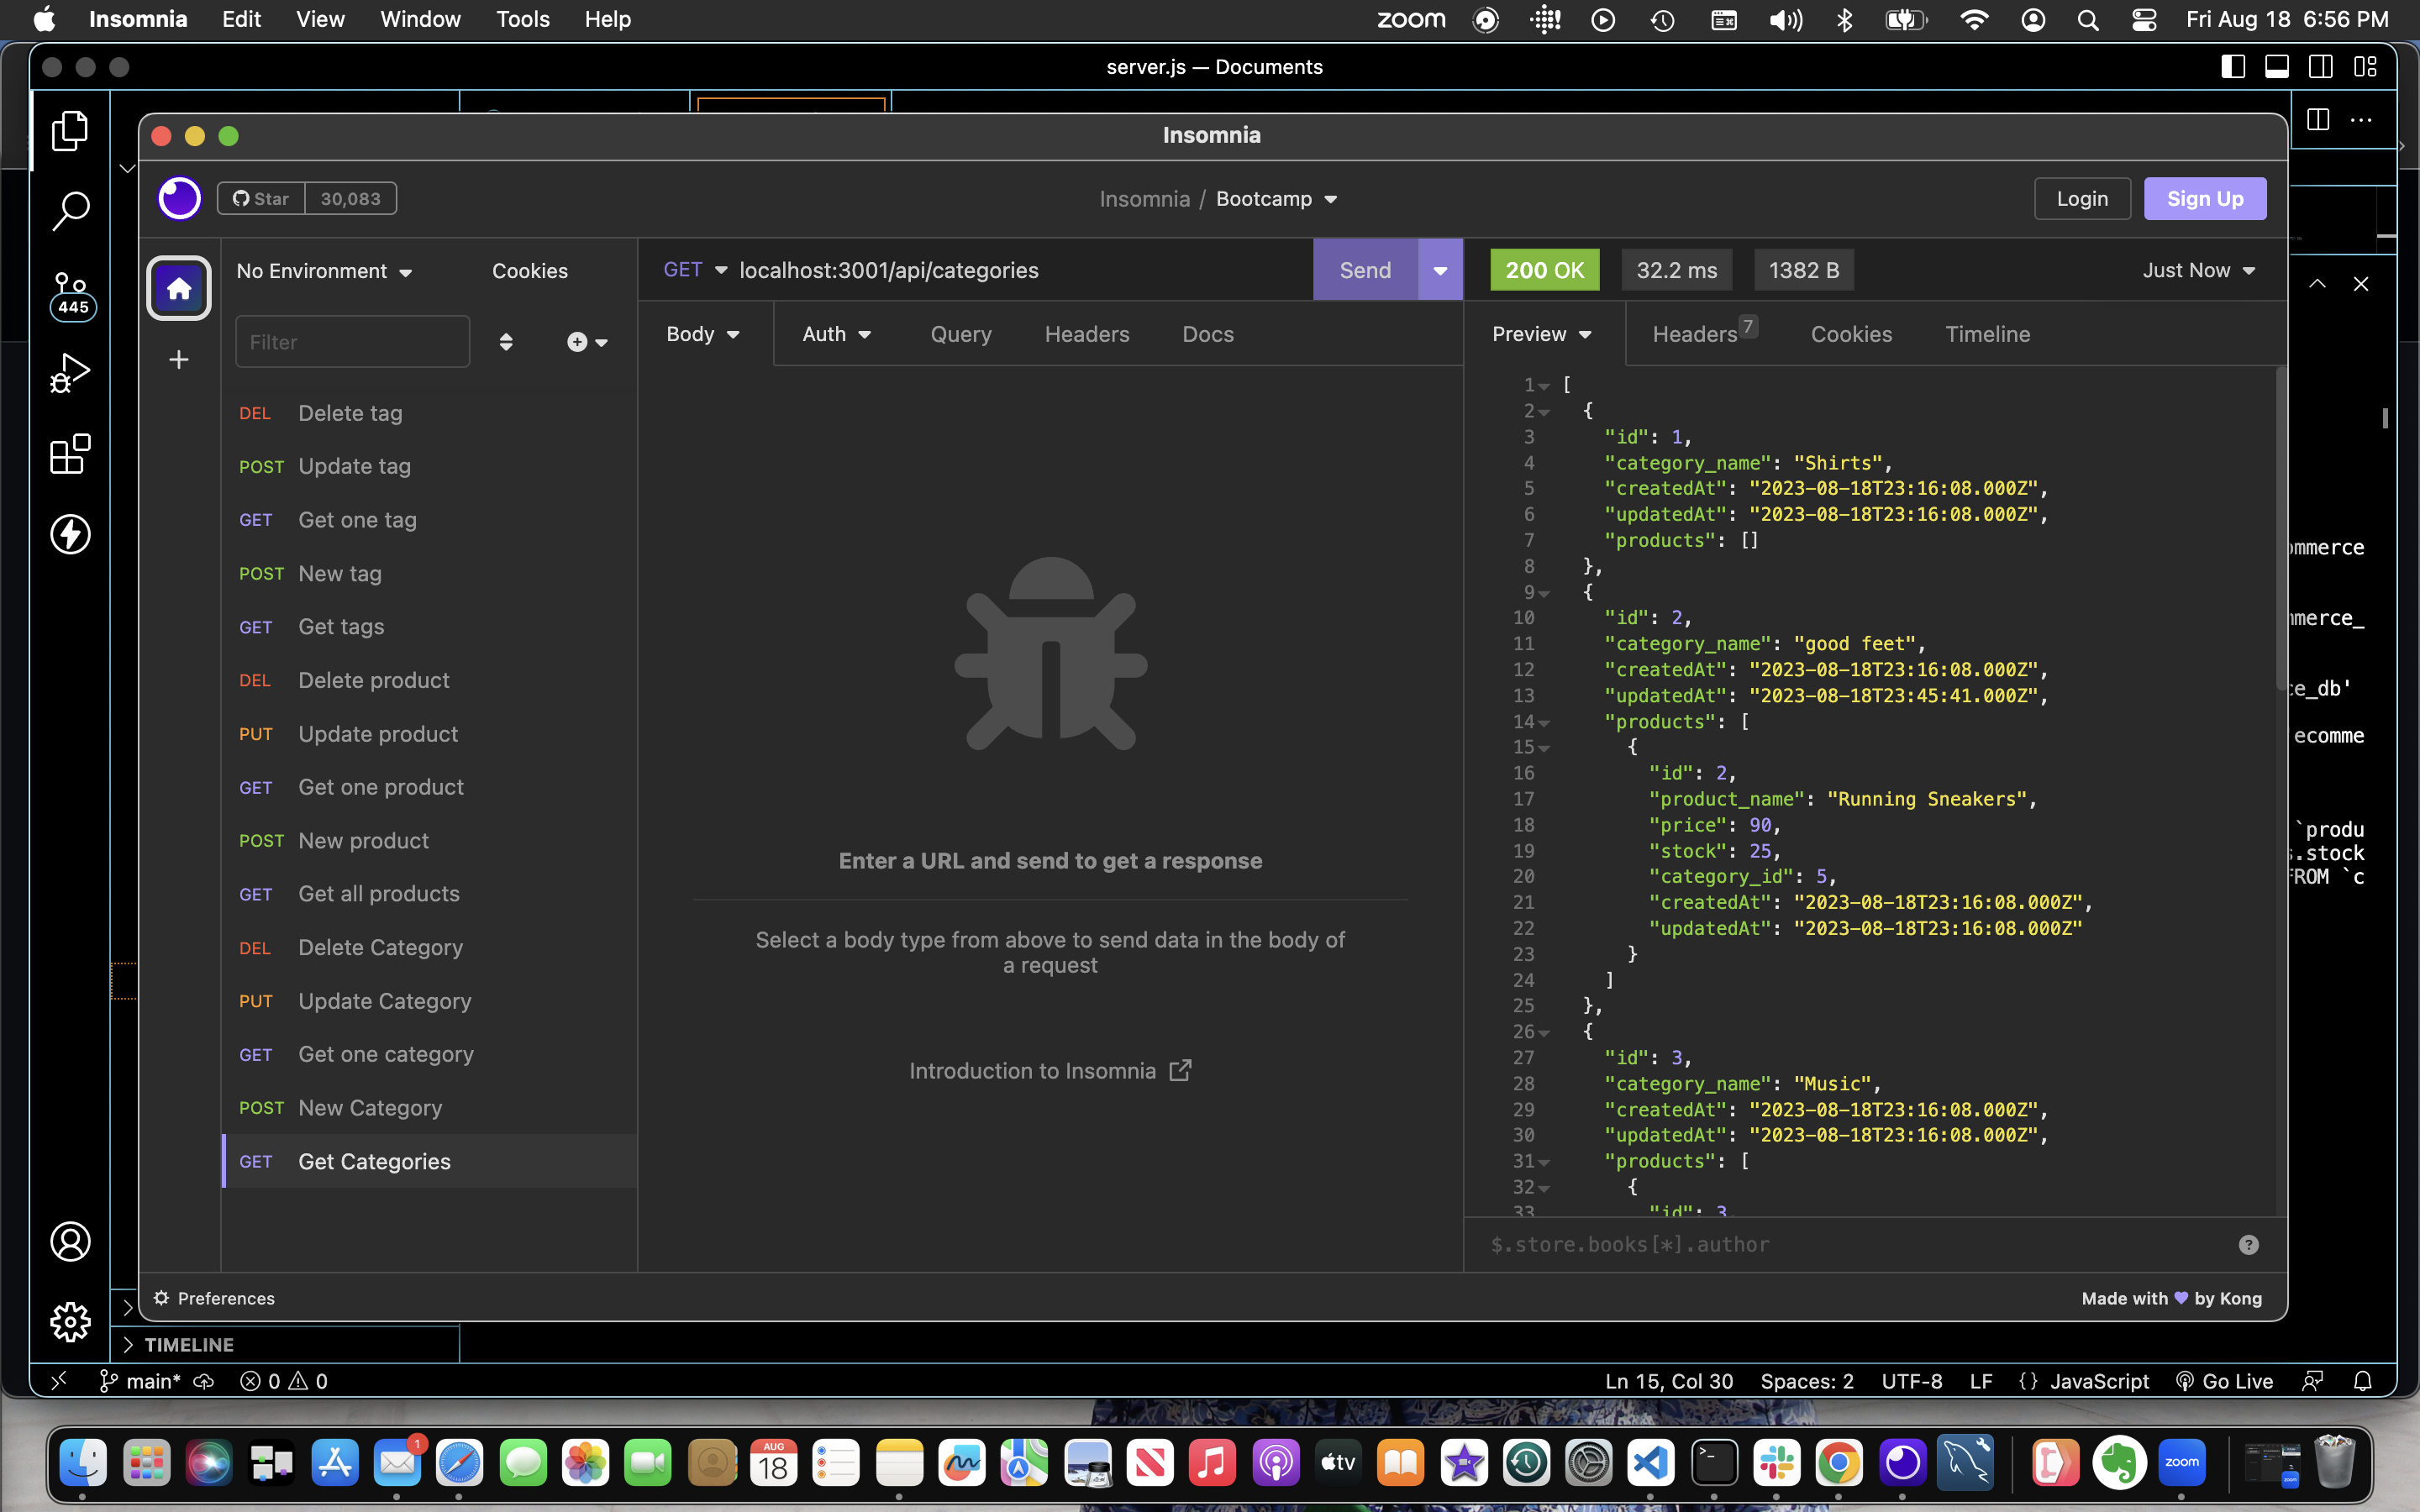 Insomnia Edit View Window Tools Help zoom Fri Aug 18 6:56 PM
server.js — Documents
Insomnia
Star 30,083 Insomnia / Bootcamp Login Sign Up
No Environment Cookies GET localhost:3001/api/categories Send 200 OK 32.2 ms 1382 B Just Now
445
Filter Body Auth Query Headers Docs Preview Headers 7 Cookies Timeline
DEL Delete tag
POST Update tag
GET Get one tag
POST New tag
GET Get tags
DEL Delete product
PUT Update product
GET Get one product
POST New product
GET Get all products
DEL Delete Category
PUT Update Category
GET Get one category
POST New Category
GET Get Categories
Enter a URL and send to get a response
Select a body type from above to send data in the body of
a request
Introduction to Insomnia
1 [
2 {
3 "id": 1,
4 "category_name": "Shirts",
5 "createdAt": "2023-08-18T23:16:08.000Z",
6 "updatedAt": "2023-08-18T23:16:08.000Z",
7 "products": []
8 },
9 {
10 "id": 2,
11 "category_name": "good feet",
12 "createdAt": "2023-08-18T23:16:08.000Z",
13 "updatedAt": "2023-08-18T23:45:41.000Z",
14 "products": [
15 {
16 "id": 2,
17 "product_name": "Running Sneakers",
18 "price": 90,
19 "stock": 25,
20 "category_id": 5,
21 "createdAt": "2023-08-18T23:16:08.000Z",
22 "updatedAt": "2023-08-18T23:16:08.000Z"
23 }
24 ]
25 },
26 {
27 "id": 3,
28 "category_name": "Music",
29 "createdAt": "2023-08-18T23:16:08.000Z",
30 "updatedAt": "2023-08-18T23:16:08.000Z",
31 "products": [
32 {
33 "id": 3,
$.store.books[*].author
ommerce
merce_
ce_db'
ecomme
`produ
s.stock
FROM `c
Preferences Made with by Kong
TIMELINE
main* 0 0 Ln 15, Col 30 Spaces: 2 UTF-8 LF {} JavaScript Go Live
1 AUG 18 tv zoom